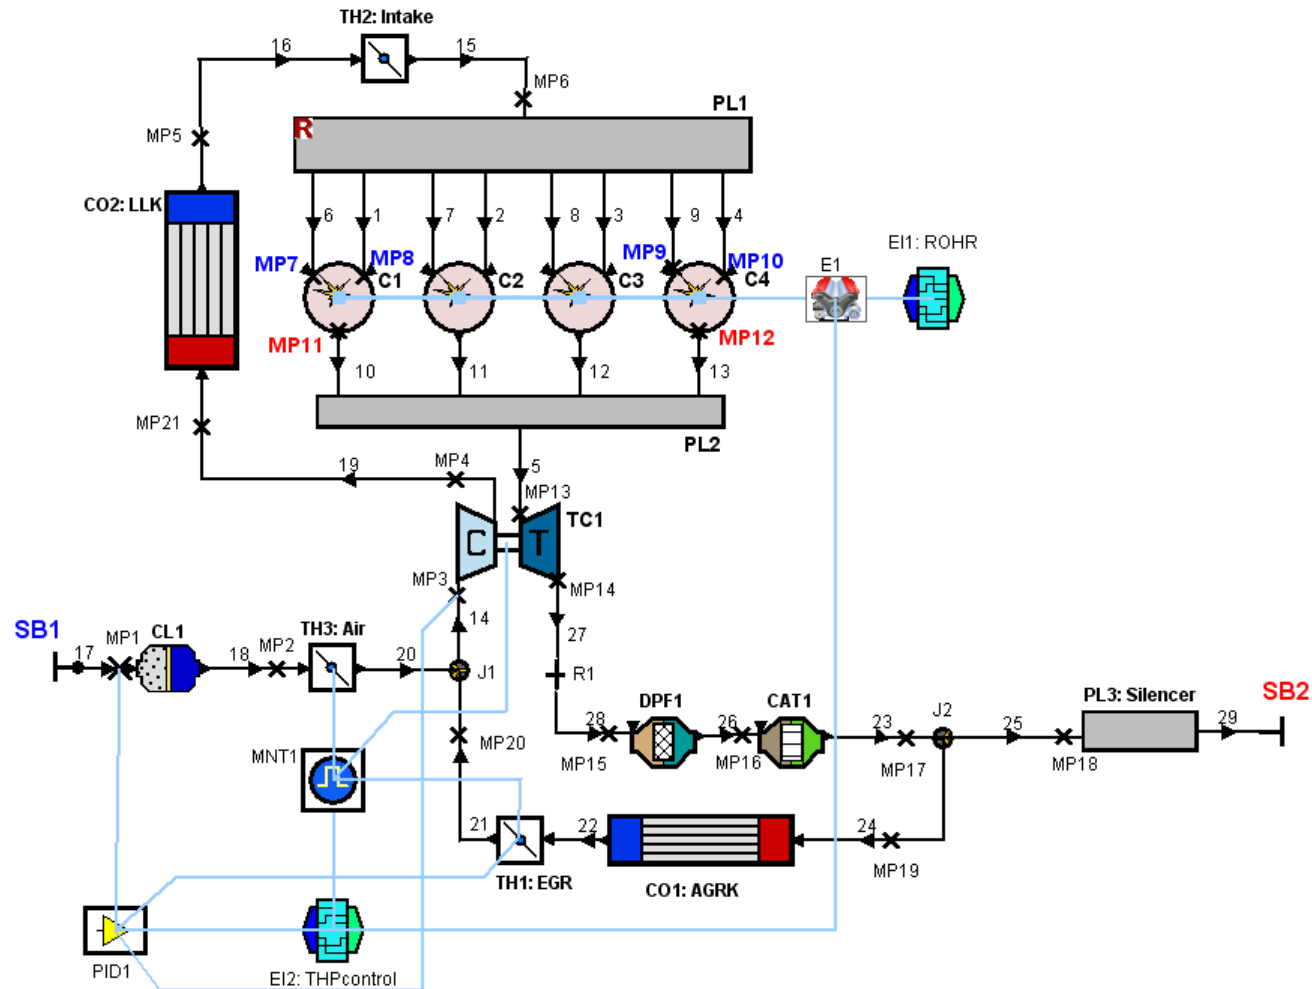 TH2: Intake
16
15
MP6
PL1
MP5
R
CO2: LLK
6
1
7
2
8
3
9
4
EI1: ROHR
MP7
MP8
MP9
MP10
C1
C2
C3
C4
E1
MP11
MP12
10
11
12
13
MP21
PL2
19
MP4
5
MP13
TC1
C
T
MP3
MP14
14
27
SB1
TH3: Air
17
MP1
CL1
18
MP2
20
J1
R1
DPF1
CAT1
PL3: Silencer
SB2
28
26
23
J2
25
29
MP20
MP15
MP16
MP17
MP18
MNT1
21
22
24
TH1: EGR
CO1: AGRK
MP19
PID1
EI2: THPcontrol